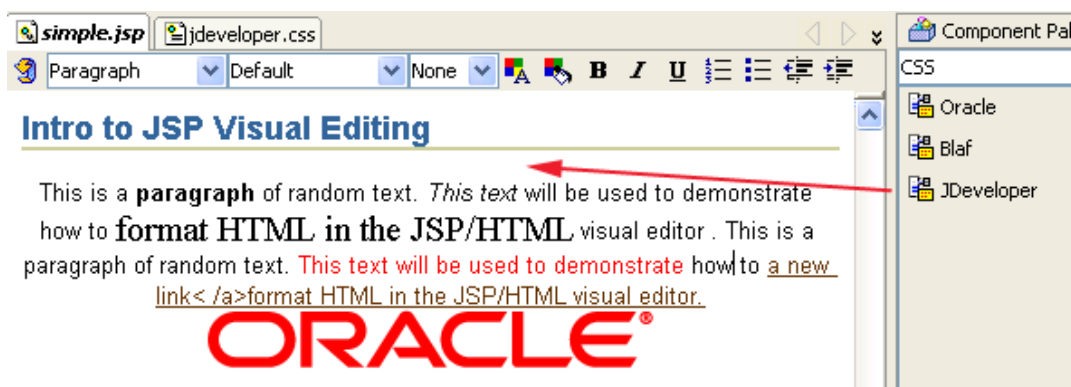 simple.jsp jdeveloper.css
Component Pal
Paragraph Default None B I U
CSS
Oracle
Blaf
JDeveloper
Intro to JSP Visual Editing
This is a paragraph of random text. This text will be used to demonstrate
how to format HTML in the JSP/HTML visual editor . This is a
paragraph of random text. This text will be used to demonstrate how to a new
link< /a>format HTML in the JSP/HTML visual editor.
ORACLE®